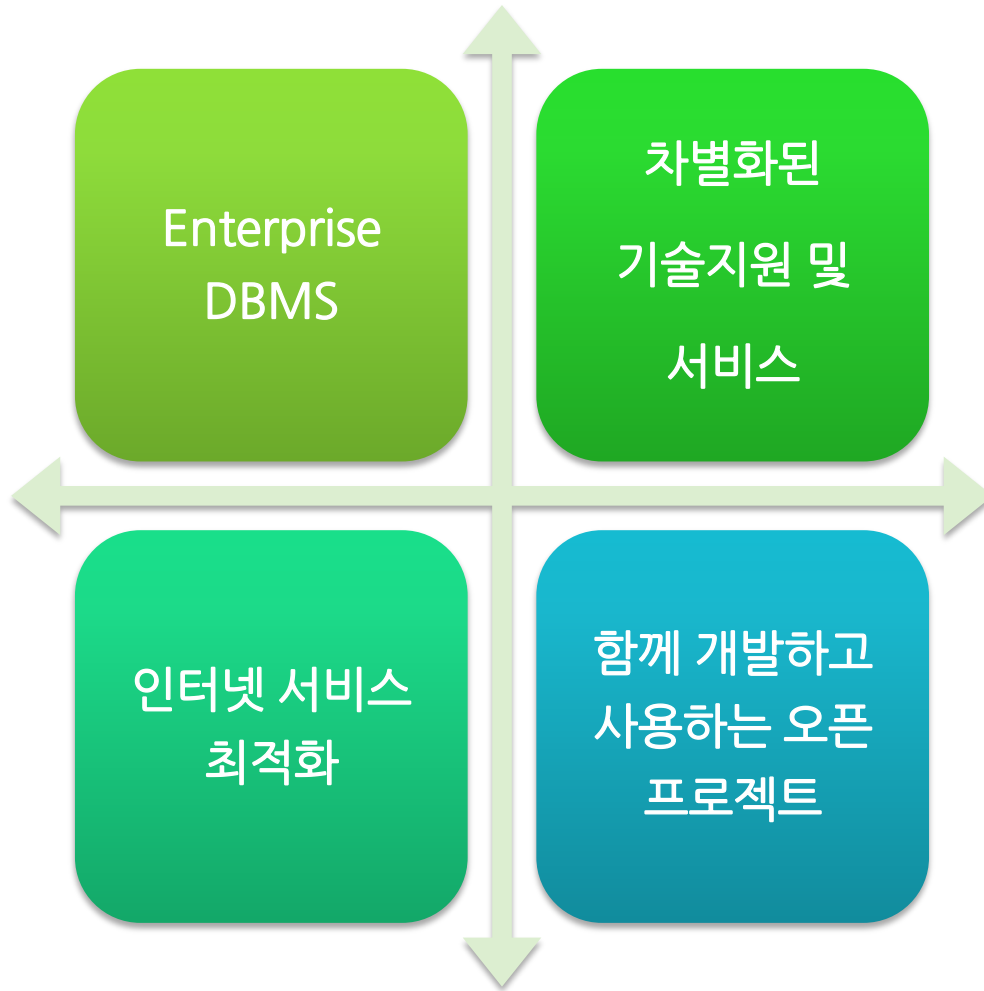 Enterprise
DBMS
차별화된
기술지원 및
서비스
인터넷 서비스
최적화
함께 개발하고
사용하는 오픈
프로젝트